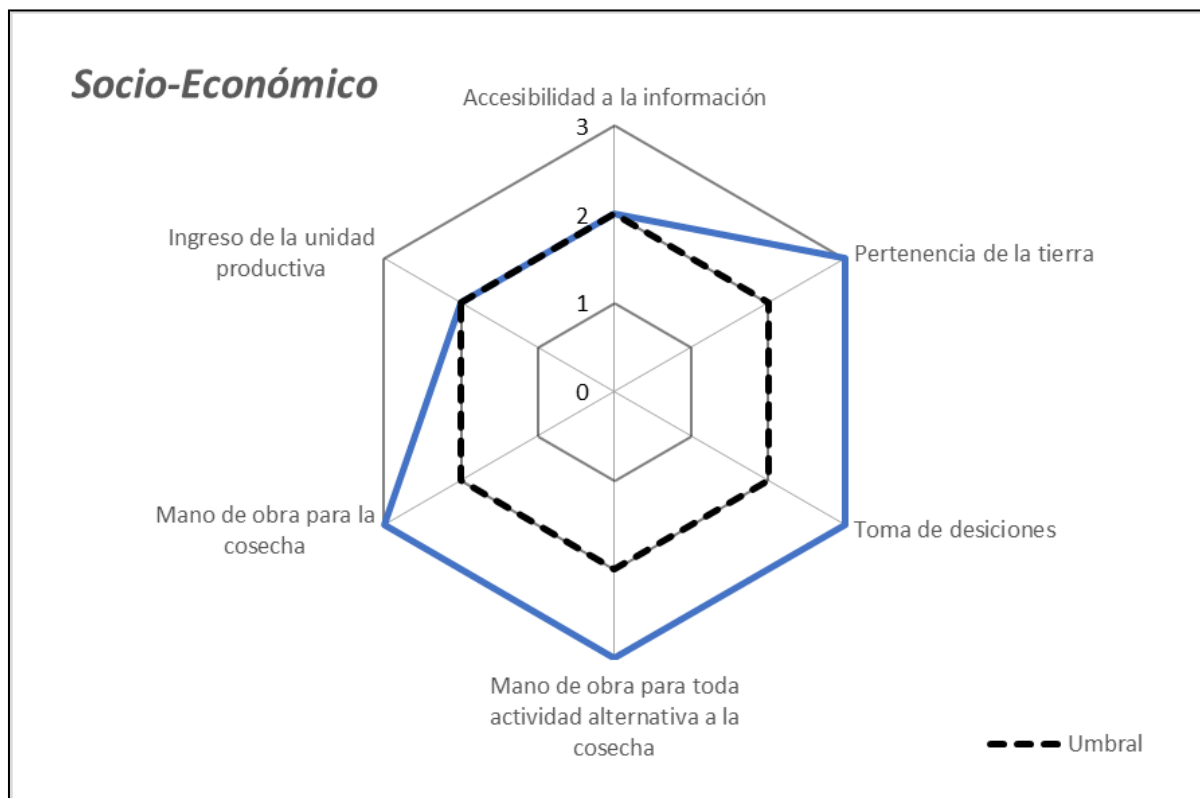 Socio-Económico
Accesibilidad a la información
3
2
1
0
Ingreso de la unidad
productiva
Pertenencia de la tierra
Mano de obra para la
cosecha
Toma de desiciones
Mano de obra para toda
actividad alternativa a la
cosecha
Umbral